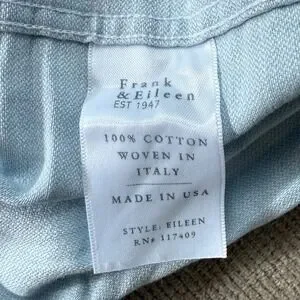 Frank
& Eileen
EST 1947
100% COTTON
WOVEN IN
ITALY
MADE IN USA
STYLE: EILEEN
RN# 117409